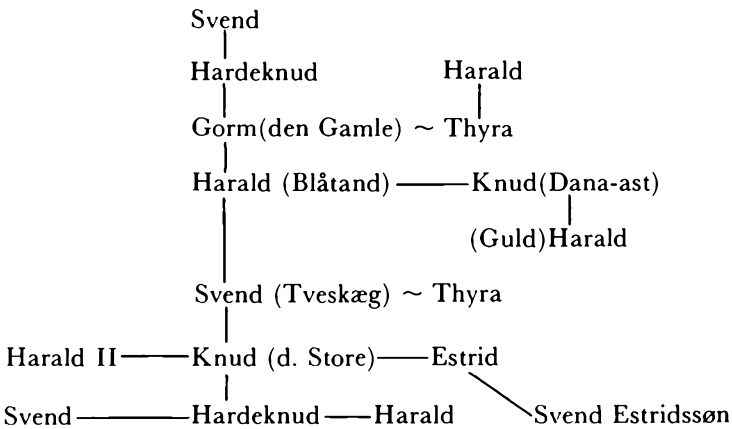 Svend
Hardeknud Harald
Gorm(den Gamle) ~ Thyra
Harald (Blåtand) Knud(Dana-ast)
(Guld)Harald
Svend (Tveskæg) ~ Thyra
Harald II Knud (d. Store) Estrid
Svend Hardeknud Harald Svend Estridssøn